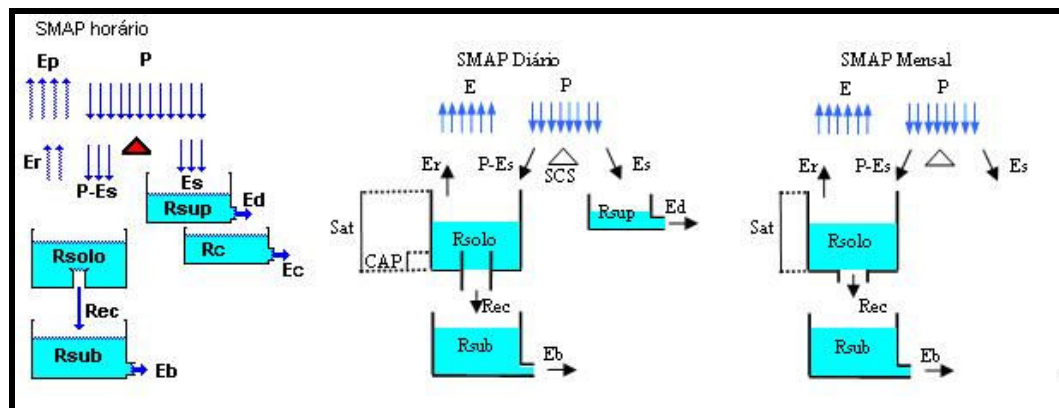 SMAP horário
Ep
P
Er
P-Es
Es
Rsup
Ed
Rsolo
Rc
Ec
Rec
Rsub
Eb
SMAP Diário
E
P
Er
P-Es
SCS
Es
Sat
Rsolo
CAP
Rsup
Ed
Rec
Rsub
Eb
SMAP Mensal
E
P
Er
P-Es
Es
Sat
Rsolo
Rec
Rsub
Eb